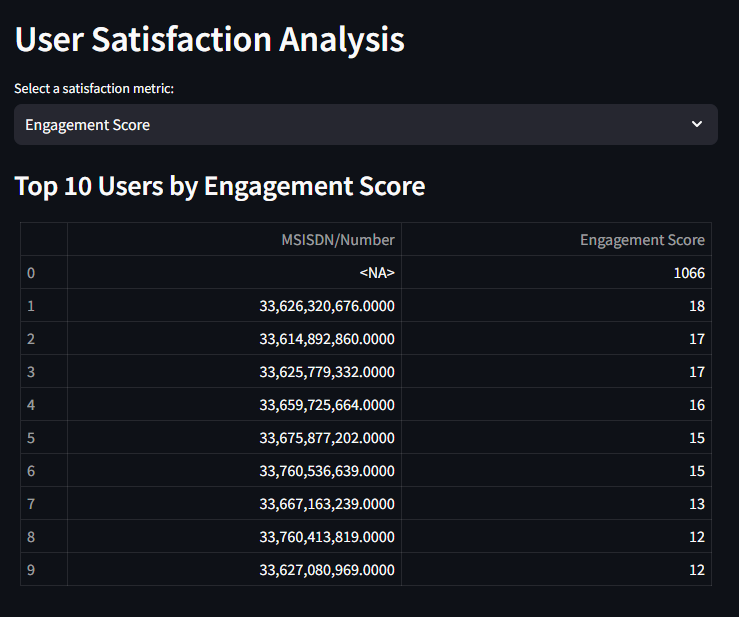 User Satisfaction Analysis
Select a satisfaction metric:
Engagement Score
Top 10 Users by Engagement Score
MSISDN/Number Engagement Score
0 <NA> 1066
1 33,626,320,676.0000 18
2 33,614,892,860.0000 17
3 33,625,779,332.0000 17
4 33,659,725,664.0000 16
5 33,675,877,202.0000 15
6 33,760,536,639.0000 15
7 33,667,163,239.0000 13
8 33,760,413,819.0000 12
9 33,627,080,969.0000 12